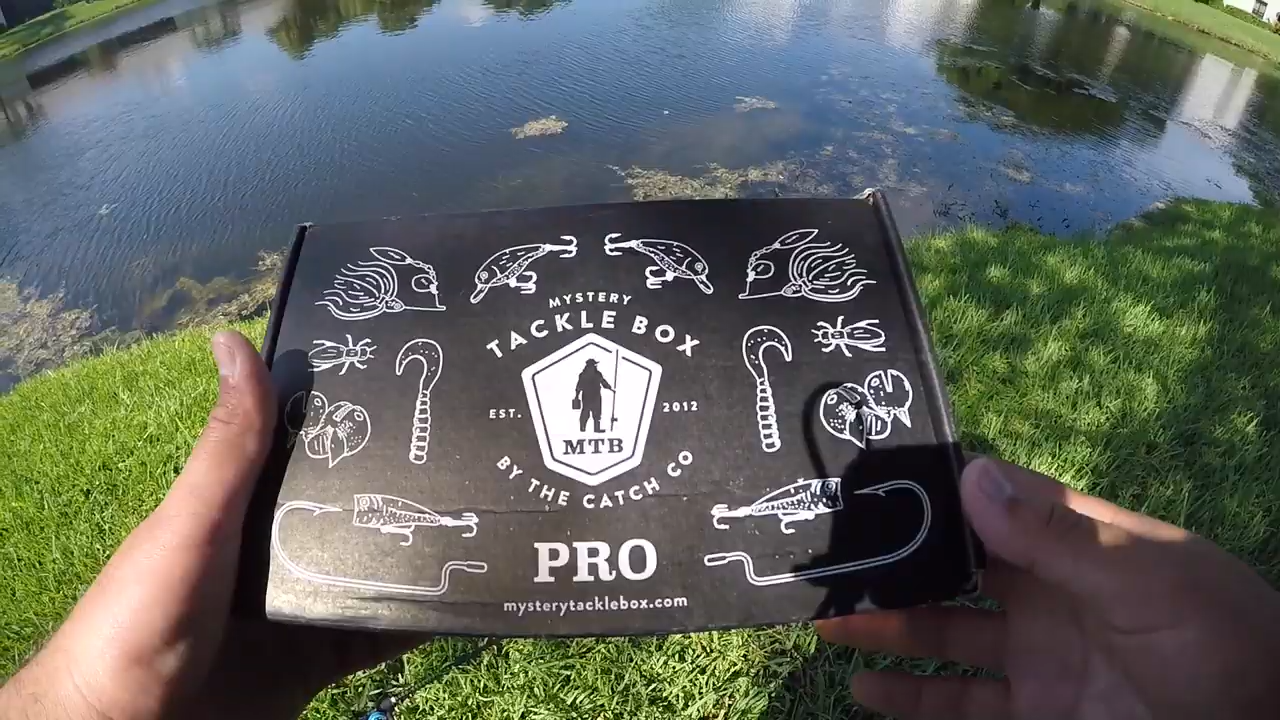 MYSTERY
TACKLE BOX
EST. 2012
MTB
BY THE CATCH CO
PRO
mysterytacklebox.com